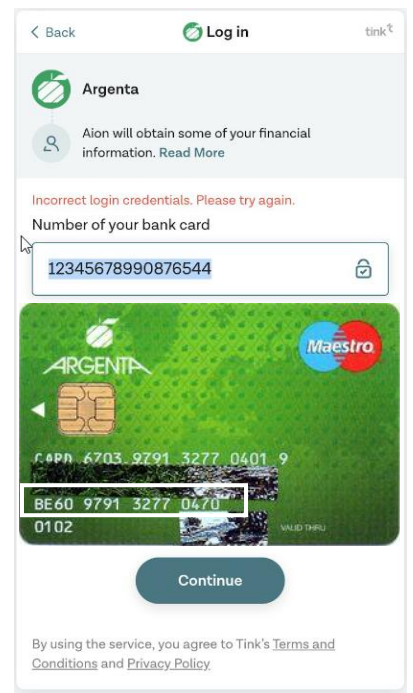 Back
Log in
tink
Argenta
Aion will obtain some of your financial
information. Read More
Incorrect login credentials. Please try again.
Number of your bank card
12345678990876544
ARGENTA
Maestro
CARD 6703 9791 3277 0401 9
BE60 9791 3277 0470
0102
VALID THRU
Continue
By using the service, you agree to Tink's Terms and
Conditions and Privacy Policy